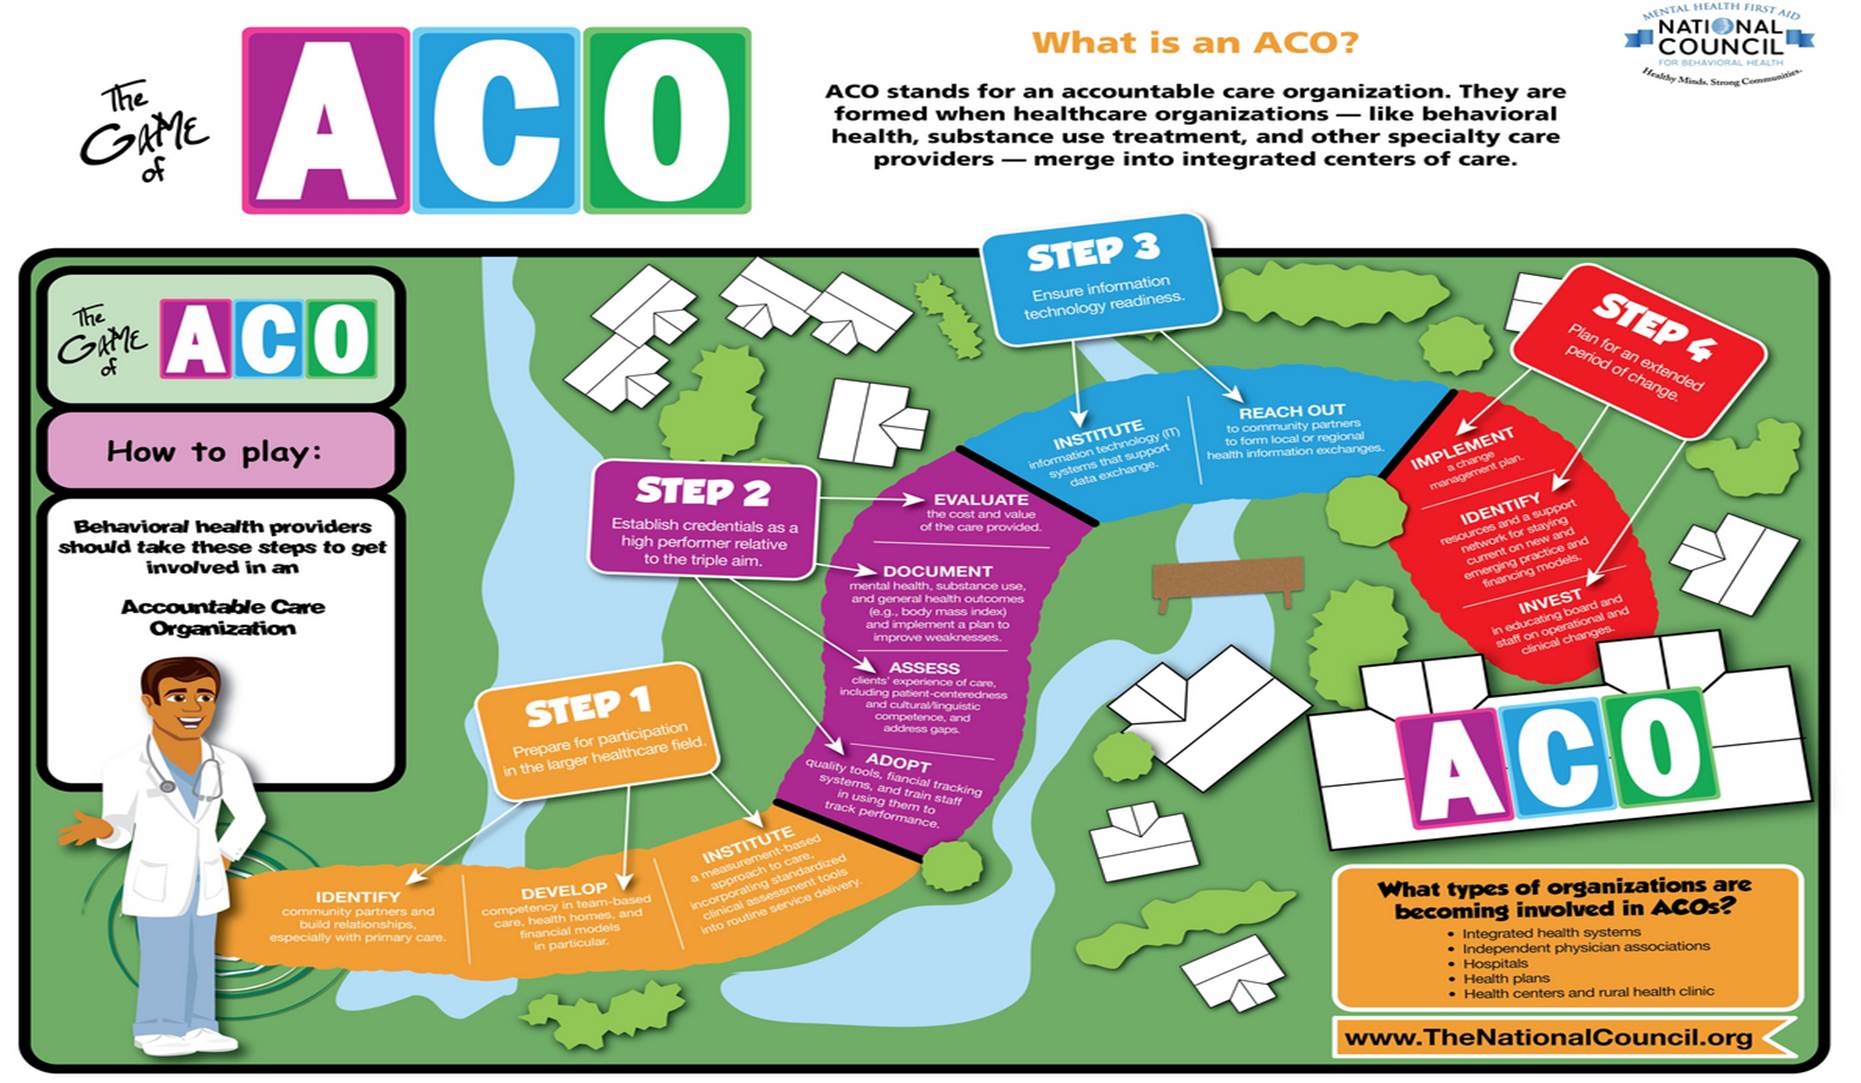 The
GAME
of
ACO
What is an ACO?
ACO stands for an accountable care organization. They are
formed when healthcare organizations — like behavioral
health, substance use treatment, and other specialty care
providers — merge into integrated centers of care.
MENTAL HEALTH FIRST AID
NATIONAL
COUNCIL
FOR BEHAVIORAL HEALTH
Healthy Minds. Strong Communities.
The
GAME
of
ACO
How to play:
Behavioral health providers
should take these steps to get
involved in an
Accountable Care
Organization
STEP 1
Prepare for participation
in the larger healthcare field.
IDENTIFY
community partners and
build relationships,
especially with primary care.
DEVELOP
competency in team-based
care, health homes, and
financial models
in particular.
INSTITUTE
a measurement-based
approach to care,
incorporating standardized
clinical assessment tools
into routine service delivery.
STEP 2
Establish credentials as a
high performer relative
to the triple aim.
EVALUATE
the cost and value
of the care provided.
DOCUMENT
mental health, substance use,
and general health outcomes
(e.g., body mass index)
and implement a plan to
improve weaknesses.
ASSESS
clients' experience of care,
including patient-centeredness
and cultural/linguistic
competence, and
address gaps.
ADOPT
quality tools, fiancial tracking
systems, and train staff
in using them to
track performance.
STEP 3
Ensure information
technology readiness.
INSTITUTE
information technology (IT)
systems that support
data exchange.
REACH OUT
to community partners
to form local or regional
health information exchanges.
STEP 4
Plan for an extended
period of change.
IMPLEMENT
a change
management plan.
IDENTIFY
resources and a support
network for staying
current on new and
emerging practice and
financing models.
INVEST
in educating board and
staff on operational and
clinical changes.
ACO
What types of organizations are
becoming involved in ACOs?
• Integrated health systems
• Independent physician associations
• Hospitals
• Health plans
• Health centers and rural health clinic
www.TheNationalCouncil.org